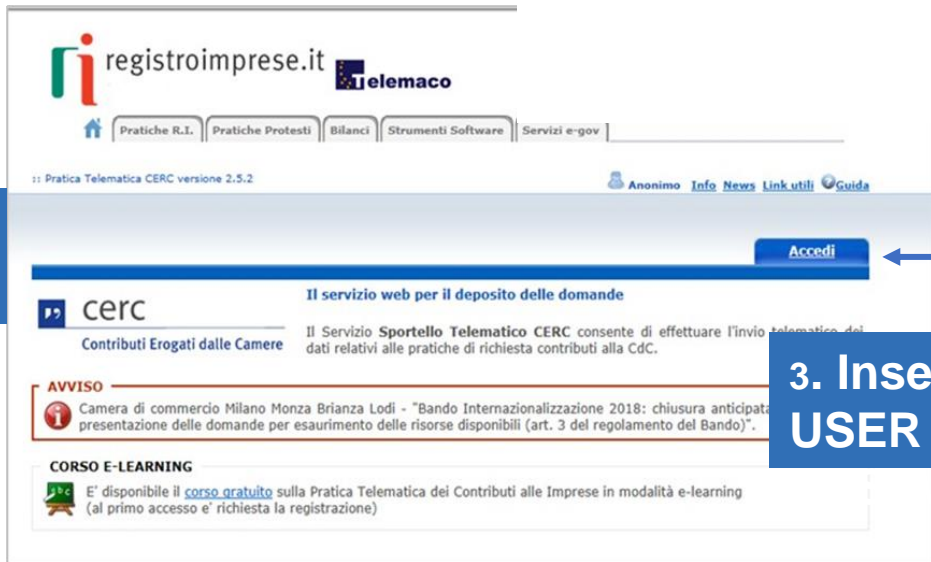 registroimprese.it
Telemaco
Pratiche R.I. Pratiche Protesti Bilanci Strumenti Software Servizi e-gov
:: Pratica Telematica CERC versione 2.5.2
Anonimo Info News Link utili Guida
Accedi
cerc
Contributi Erogati dalle Camere
Il servizio web per il deposito delle domande
Il Servizio Sportello Telematico CERC consente di effettuare l'invio telematico dei
dati relativi alle pratiche di richiesta contributi alla CdC.
3. Inse
USER
AVVISO
Camera di commercio Milano Monza Brianza Lodi - "Bando Internazionalizzazione 2018: chiusura anticipata
presentazione delle domande per esaurimento delle risorse disponibili (art. 3 del regolamento del Bando)".
CORSO E-LEARNING
abc
E' disponibile il corso gratuito sulla Pratica Telematica dei Contributi alle Imprese in modalità e-learning
(al primo accesso e' richiesta la registrazione)